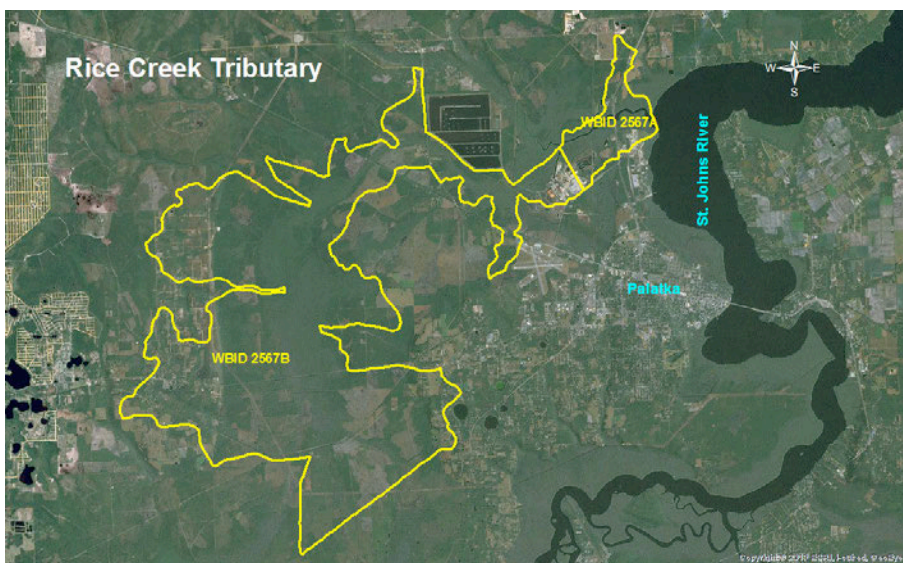 Rice Creek Tributary
N
W E
S
WBID 2567A
St. Johns River
Palatka
WBID 2567B